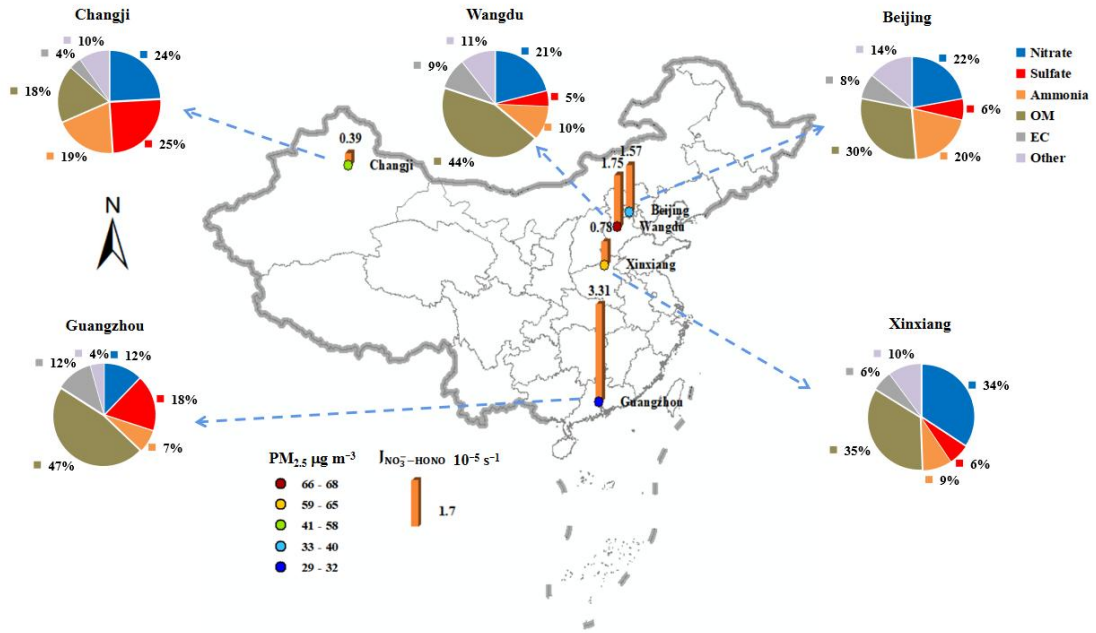 Changji
10%
4%
24%
18%
19%
25%
Wangdu
11%
21%
9%
5%
10%
44%
Beijing
14%
22%
8%
6%
30%
20%
Nitrate
Sulfate
Ammonia
OM
EC
Other
N
0.39
Changji
1.57
1.75
Beijing
Wangdu
0.78
Xinxiang
3.31
Guangzhou
Guangzhou
4%
12%
12%
18%
7%
47%
Xinxiang
10%
6%
34%
35%
6%
9%
PM2.5 μg m⁻³
66 - 68
59 - 65
41 - 58
33 - 40
29 - 32
J NO₃⁻−HONO 10⁻⁵ s⁻¹
1.7